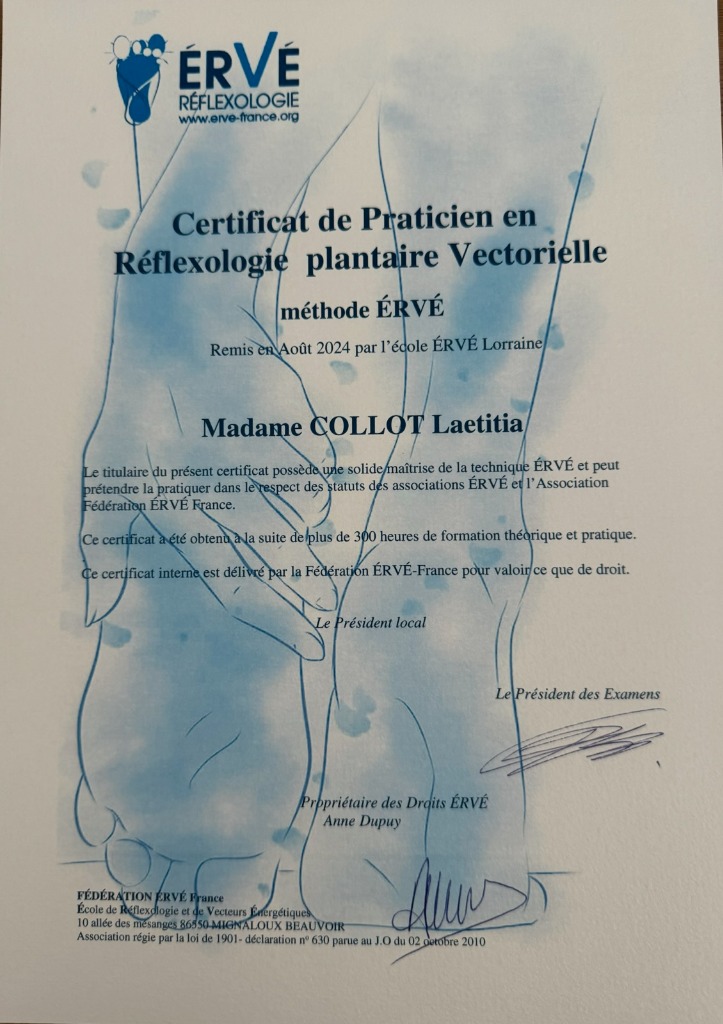 ÉRVÉ
RÉFLEXOLOGIE
www.erve-france.org
Certificat de Praticien en
Réflexologie plantaire Vectorielle
méthode ÉRVÉ
Remis en Août 2024 par l'école ÉRVÉ Lorraine
Madame COLLOT Laetitia
Le titulaire du présent certificat possède une solide maîtrise de la technique ÉRVÉ et peut
prétendre la pratiquer dans le respect des statuts des associations ÉRVÉ et l'Association
Fédération ÉRVÉ France.
Ce certificat a été obtenu à la suite de plus de 300 heures de formation théorique et pratique.
Ce certificat interne est délivré par la Fédération ÉRVÉ-France pour valoir ce que de droit.
Le Président local
Le Président des Examens
Propriétaire des Droits ÉRVÉ
Anne Dupuy
FÉDÉRATION ÉRVÉ France
École de Réflexologie et de Vecteurs Énergétiques
10 allée des mésanges 86550 MIGNALOUX BEAUVOIR
Association régie par la loi de 1901- déclaration n° 630 parue au J.O du 02 octobre 2010